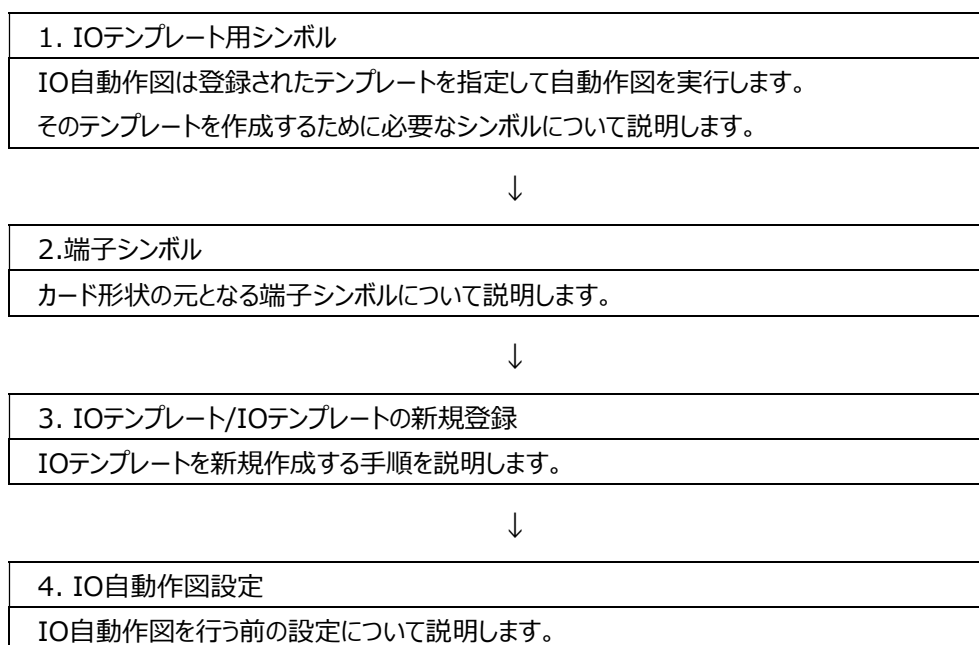 1. IOテンプレート用シンボル
IO自動作図は登録されたテンプレートを指定して自動作図を実行します。
そのテンプレートを作成するために必要なシンボルについて説明します。
↓
2.端子シンボル
カード形状の元となる端子シンボルについて説明します。
↓
3. IOテンプレート/IOテンプレートの新規登録
IOテンプレートを新規作成する手順を説明します。
↓
4. IO自動作図設定
IO自動作図を行う前の設定について説明します。